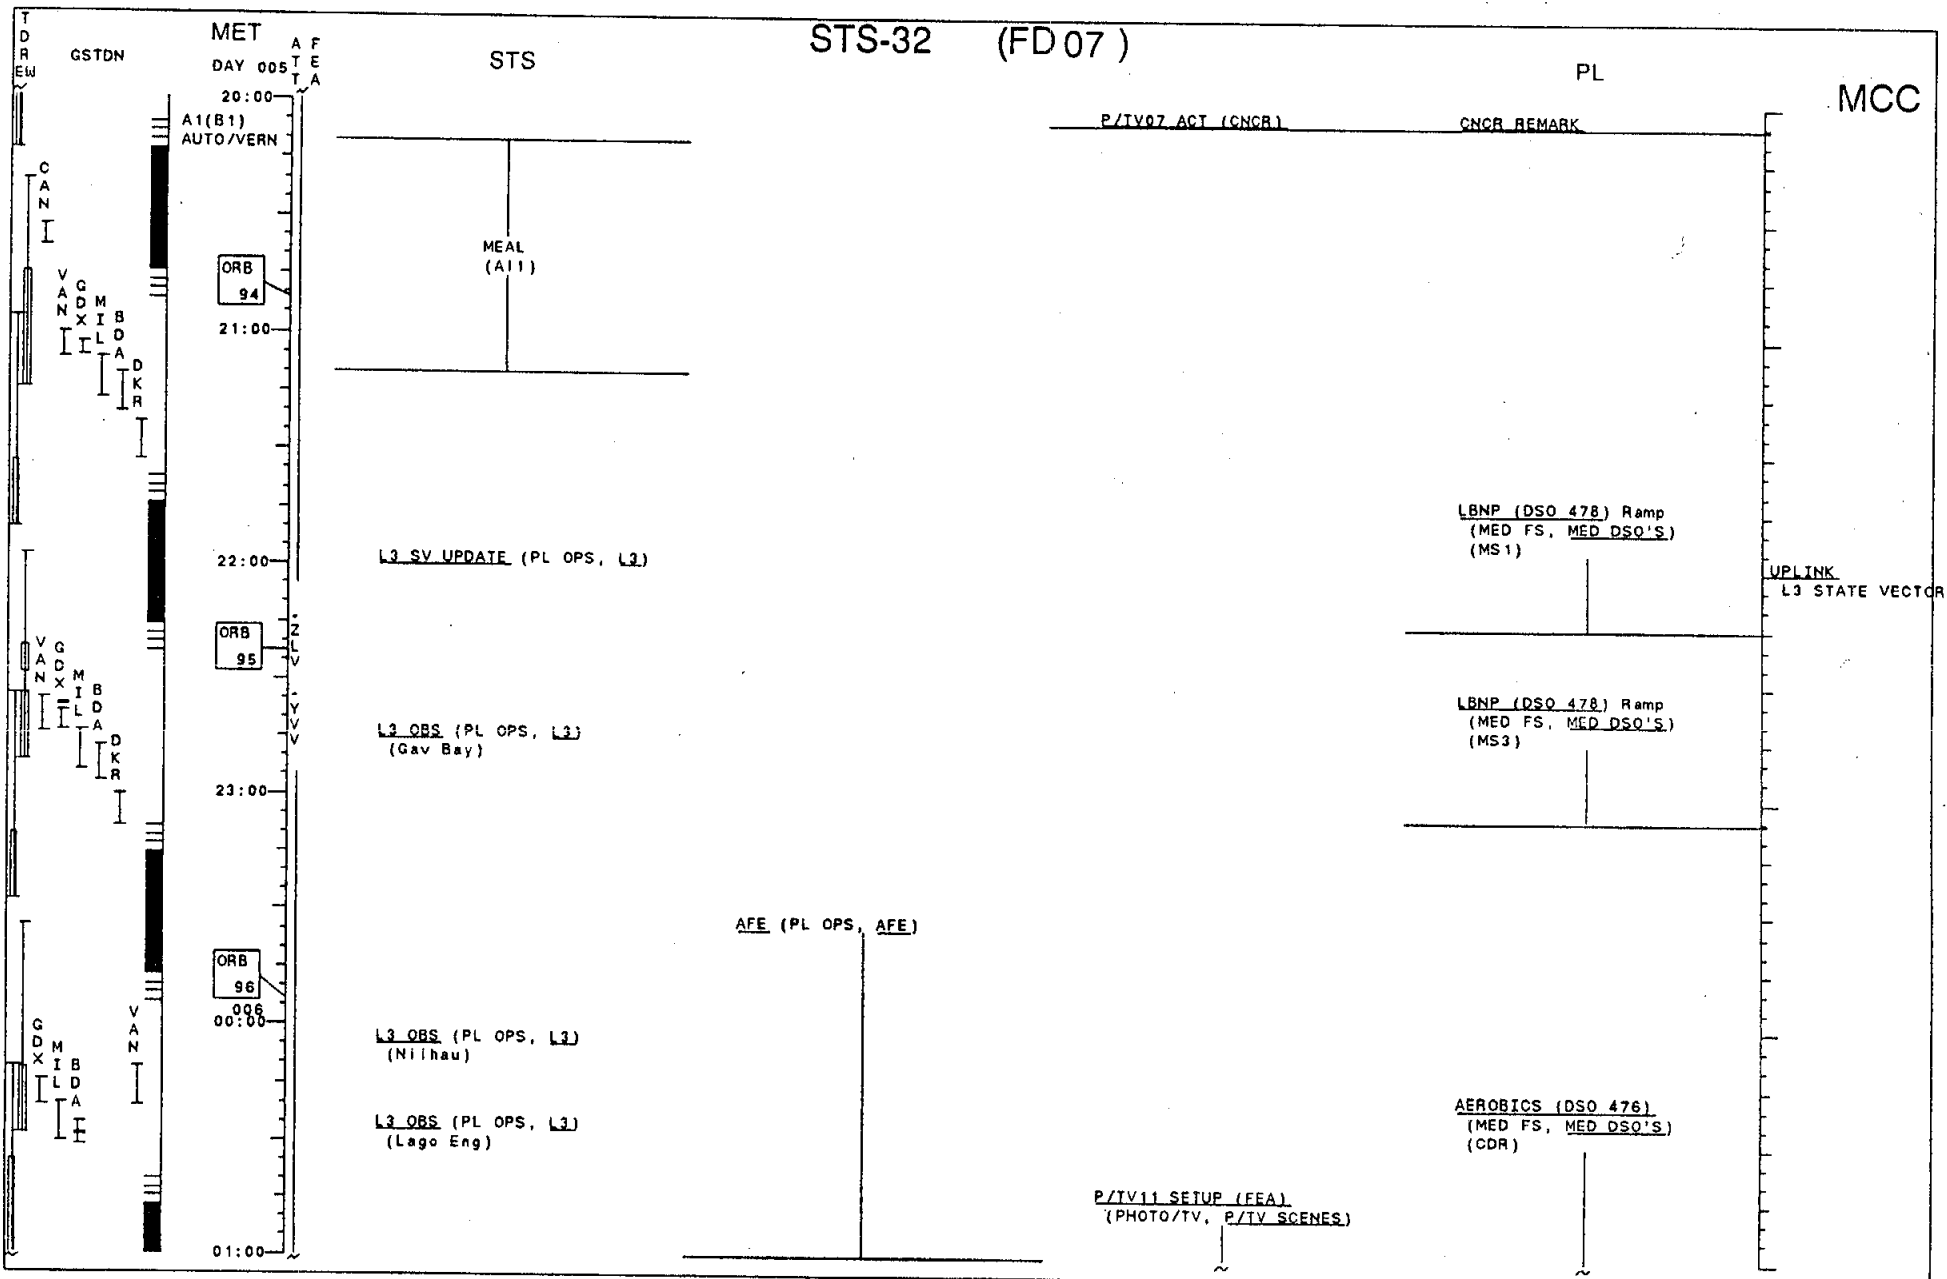 STS-32 (FD 07)
TDRE W
GSTDN
MET
DAY 005
ATT
FEA
STS
PL
MCC
20:00
A1(B1)
AUTO/VERN
P/TV07 ACT (CNCR)
CNCR REMARK
CAN
MEAL
(All)
ORB
94
VAN
GDX
MIL
BDA
DKR
21:00
LBNP (DSO 478) Ramp
(MED FS, MED DSO'S)
(MS1)
22:00
L3 SV UPDATE (PL OPS, L3)
UPLINK
L3 STATE VECTOR
-ZLV
ORB
95
VAN
GDX
MIL
BDA
DKR
-YVV
L3 OBS (PL OPS, L3)
(Gav Bay)
LBNP (DSO 478) Ramp
(MED FS, MED DSO'S)
(MS3)
23:00
AFE (PL OPS, AFE)
ORB
96
006
00:00
GDX
MIL
BDA
VAN
L3 OBS (PL OPS, L3)
(Niihau)
L3 OBS (PL OPS, L3)
(Lago Eng)
AEROBICS (DSO 476)
(MED FS, MED DSO'S)
(CDR)
P/TV11 SETUP (FEA)
(PHOTO/TV, P/TV SCENES)
01:00